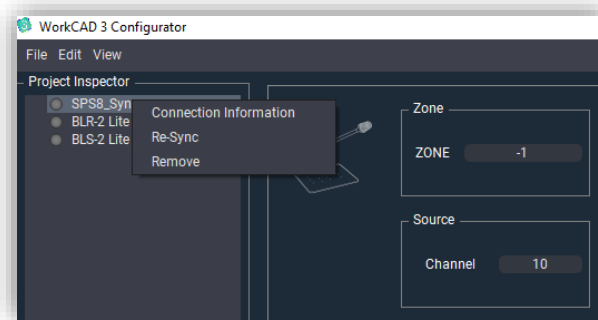 WorkCAD 3 Configurator
File Edit View
Project Inspector
SPS8_Syn
BLR-2 Lite
BLS-2 Lite
Connection Information
Re-Sync
Remove
Zone
ZONE -1
Source
Channel 10